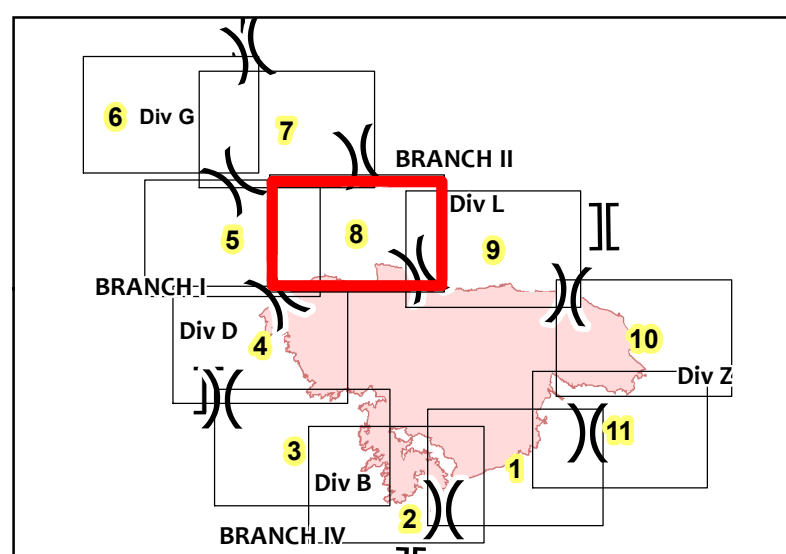 6
Div G
7
BRANCH II
8
Div L
5
9
BRANCH I
Div D
4
10
Div Z
3
11
1
Div B
2
BRANCH IV